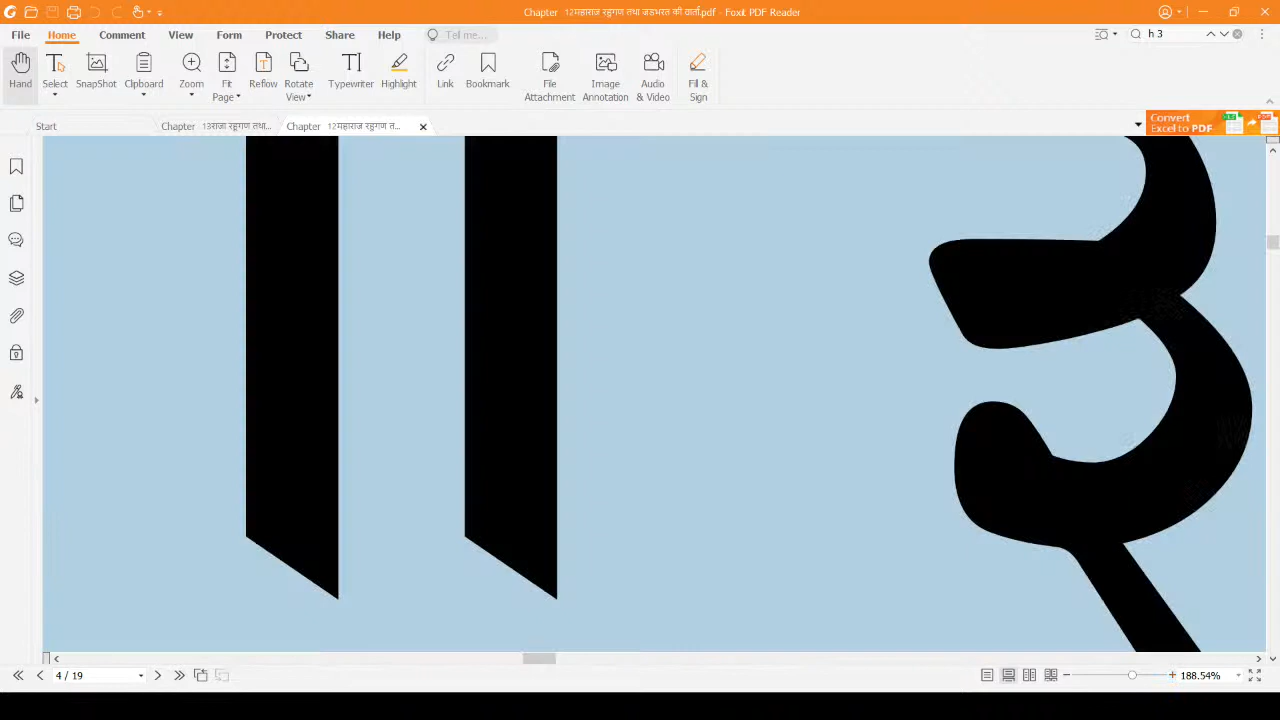 Chapter 12महाराज रहूगण तथा जडभरत की वार्ता.pdf - Foxit PDF Reader
File Home Comment View Form Protect Share Help Tell me... h 3
Hand Select SnapShot Clipboard Zoom Fit Page Reflow Rotate View Typewriter Highlight Link Bookmark File Attachment Image Annotation Audio & Video Fill & Sign
Start Chapter 13राजा रहूगण तथा... Chapter 12महाराज रहूगण त...
Convert
Excel to PDF
॥ ३
4 / 19 188.54%